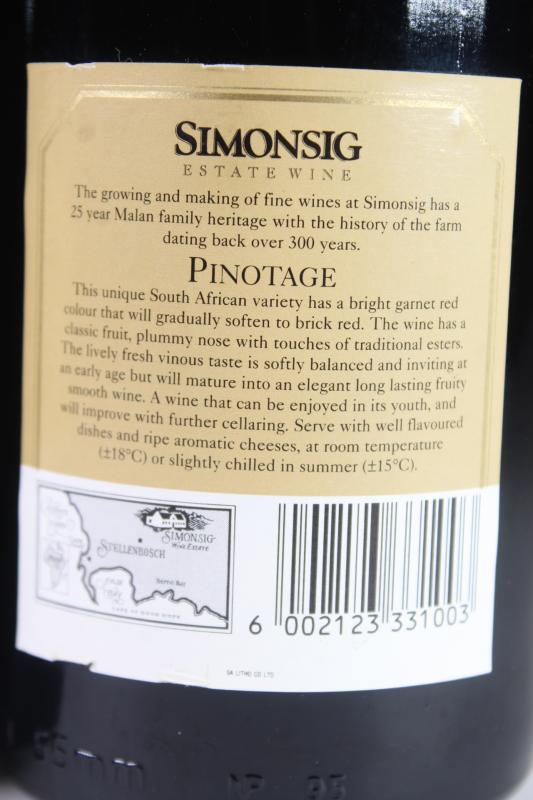 SIMONSIG
ESTATE WINE
The growing and making of fine wines at Simonsig has a
25 year Malan family heritage with the history of the farm
dating back over 300 years.
PINOTAGE
This unique South African variety has a bright garnet red
colour that will gradually soften to brick red. The wine has a
classic fruit, plummy nose with touches of traditional esters.
The lively fresh vinous taste is softly balanced and inviting at
an early age but will mature into an elegant long lasting fruity
smooth wine. A wine that can be enjoyed in its youth, and
will improve with further cellaring. Serve with well flavoured
dishes and ripe aromatic cheeses, at room temperature
(±18°C) or slightly chilled in summer (±15°C).
SIMONSIG
Wine Estate
STELLENBOSCH
CAPE OF GOOD HOPE
6 002123 331003
SA LITHO CO LTD
65mm